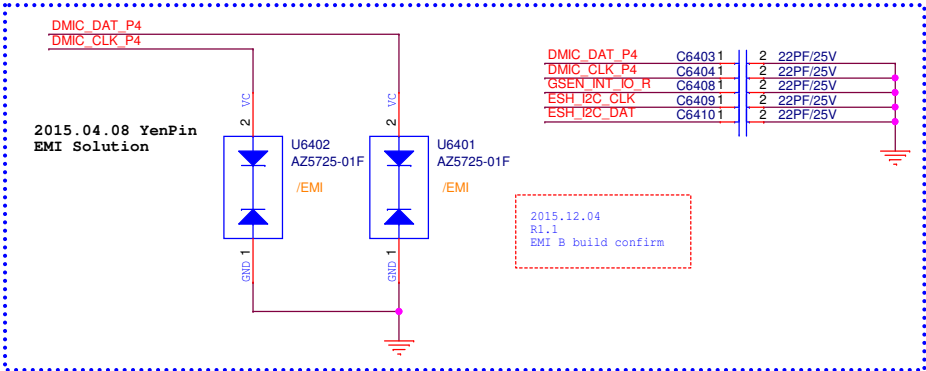 DMIC_DAT_P4
DMIC_CLK_P4
2015.04.08 YenPin
EMI Solution
VC
2
U6402
AZ5725-01F
/EMI
1
GND
VC
2
U6401
AZ5725-01F
/EMI
1
GND
DMIC_DAT_P4 C6403 1 2 22PF/25V
DMIC_CLK_P4 C6404 1 2 22PF/25V
GSEN_INT_IO_R C6408 1 2 22PF/25V
ESH_I2C_CLK C6409 1 2 22PF/25V
ESH_I2C_DAT C6410 1 2 22PF/25V
2015.12.04
R1.1
EMI B build confirm